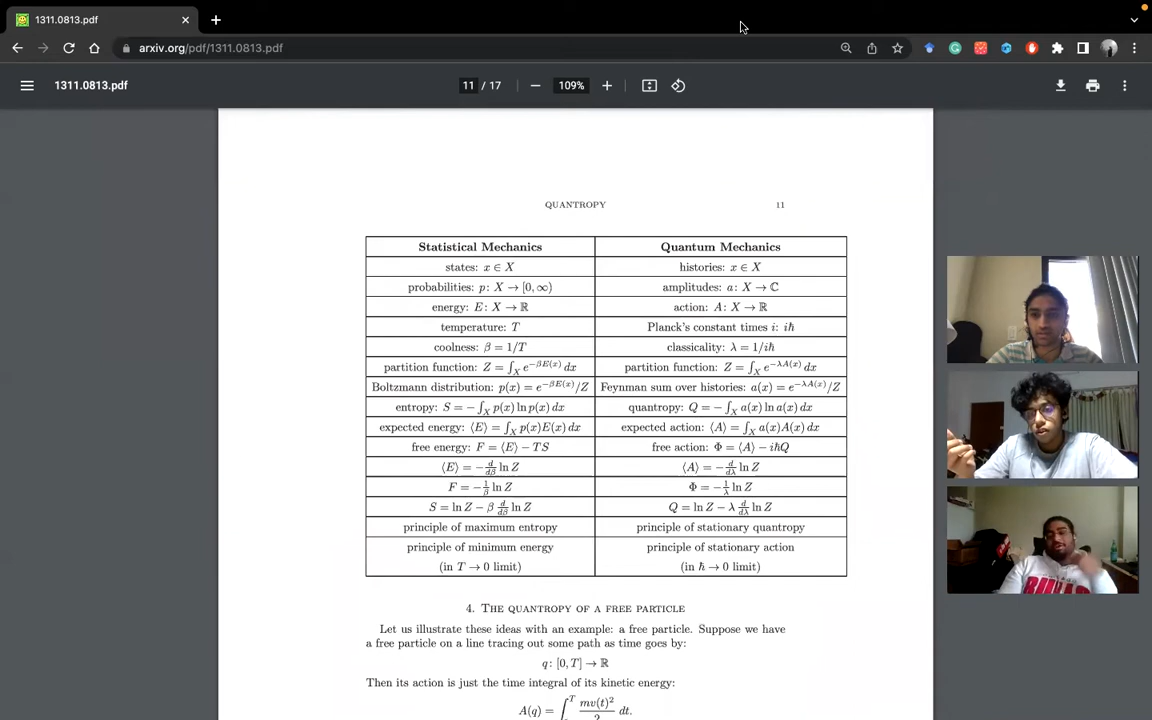 1311.0813.pdf
arxiv.org/pdf/1311.0813.pdf
1311.0813.pdf
11 / 17
109%
QUANTROPY 11
Statistical Mechanics Quantum Mechanics
states: x ∈ X histories: x ∈ X
probabilities: p: X → [0, ∞) amplitudes: a: X → ℂ
energy: E: X → ℝ action: A: X → ℝ
temperature: T Planck's constant times i: iℏ
coolness: β = 1/T classicality: λ = 1/iℏ
partition function: Z = ∫_X e^{−βE(x)} dx partition function: Z = ∫_X e^{−λA(x)} dx
Boltzmann distribution: p(x) = e^{−βE(x)}/Z Feynman sum over histories: a(x) = e^{−λA(x)}/Z
entropy: S = −∫_X p(x) ln p(x) dx quantropy: Q = −∫_X a(x) ln a(x) dx
expected energy: ⟨E⟩ = ∫_X p(x)E(x) dx expected action: ⟨A⟩ = ∫_X a(x)A(x) dx
free energy: F = ⟨E⟩ − TS free action: Φ = ⟨A⟩ − iℏQ
⟨E⟩ = −d/dβ ln Z ⟨A⟩ = −d/dλ ln Z
F = −1/β ln Z Φ = −1/λ ln Z
S = ln Z − β d/dβ ln Z Q = ln Z − λ d/dλ ln Z
principle of maximum entropy principle of stationary quantropy
principle of minimum energy principle of stationary action
(in T → 0 limit) (in ℏ → 0 limit)
4. THE QUANTROPY OF A FREE PARTICLE
Let us illustrate these ideas with an example: a free particle. Suppose we have
a free particle on a line tracing out some path as time goes by:
q: [0, T] → ℝ
Then its action is just the time integral of its kinetic energy:
A(q) = ∫^T mv(t)²/2 dt.